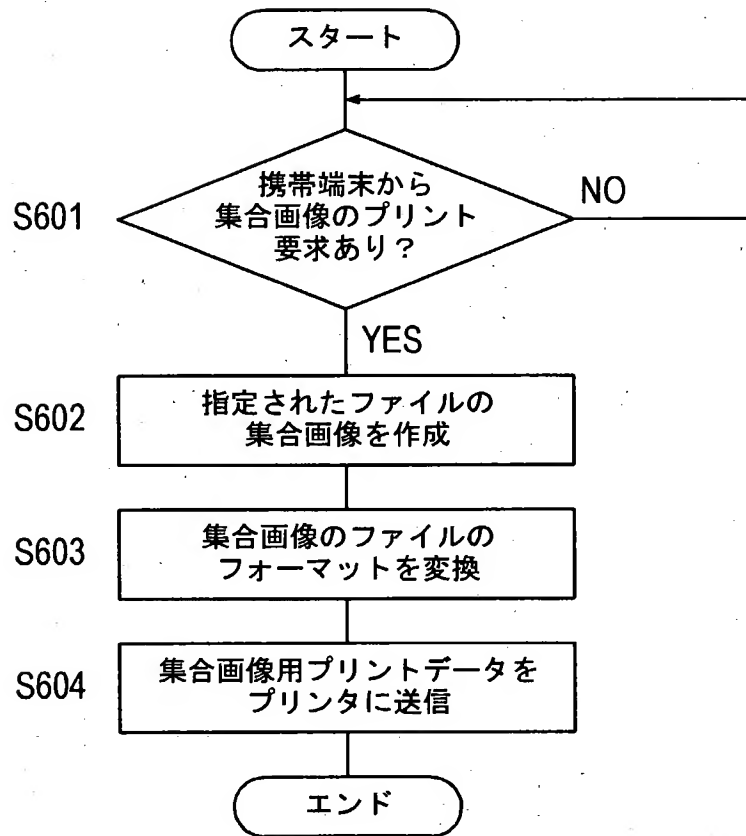 スタート
携帯端末から
集合画像のプリント
要求あり？
S601
NO
YES
S602
指定されたファイルの
集合画像を作成
S603
集合画像のファイルの
フォーマットを変換
S604
集合画像用プリントデータを
プリンタに送信
エンド